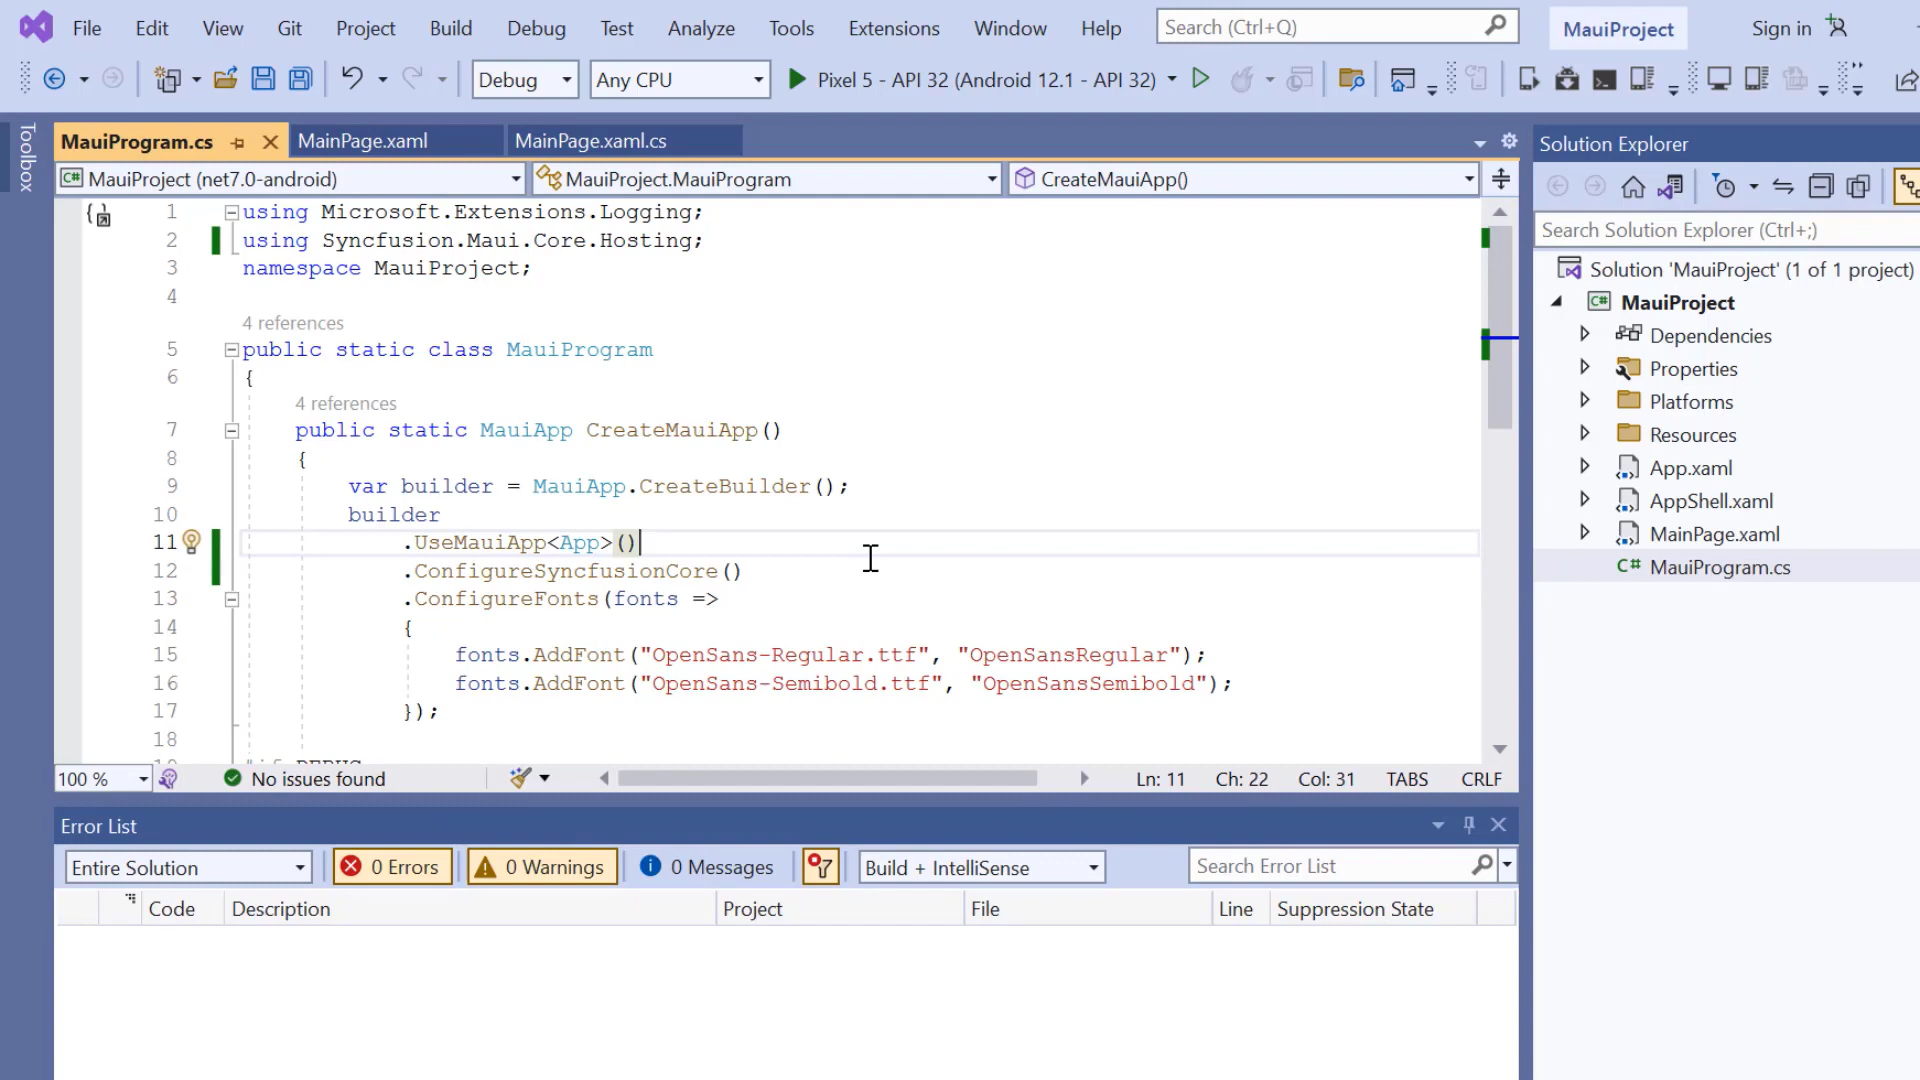 File Edit View Git Project Build Debug Test Analyze Tools Extensions Window Help Search (Ctrl+Q) MauiProject Sign in
Debug Any CPU Pixel 5 - API 32 (Android 12.1 - API 32)
Toolbox
MauiProgram.cs MainPage.xaml MainPage.xaml.cs
C# MauiProject (net7.0-android) MauiProject.MauiProgram CreateMauiApp()
1 using Microsoft.Extensions.Logging;
2 using Syncfusion.Maui.Core.Hosting;
3 namespace MauiProject;
4
4 references
5 public static class MauiProgram
6 {
4 references
7 public static MauiApp CreateMauiApp()
8 {
9 var builder = MauiApp.CreateBuilder();
10 builder
11 .UseMauiApp<App>()
12 .ConfigureSyncfusionCore()
13 .ConfigureFonts(fonts =>
14 {
15 fonts.AddFont("OpenSans-Regular.ttf", "OpenSansRegular");
16 fonts.AddFont("OpenSans-Semibold.ttf", "OpenSansSemibold");
17 });
18
100 % No issues found Ln: 11 Ch: 22 Col: 31 TABS CRLF
Error List
Entire Solution 0 Errors 0 Warnings 0 Messages Build + IntelliSense Search Error List
Code Description Project File Line Suppression State
Solution Explorer
Search Solution Explorer (Ctrl+;)
Solution 'MauiProject' (1 of 1 project)
C# MauiProject
Dependencies
Properties
Platforms
Resources
App.xaml
AppShell.xaml
MainPage.xaml
C# MauiProgram.cs